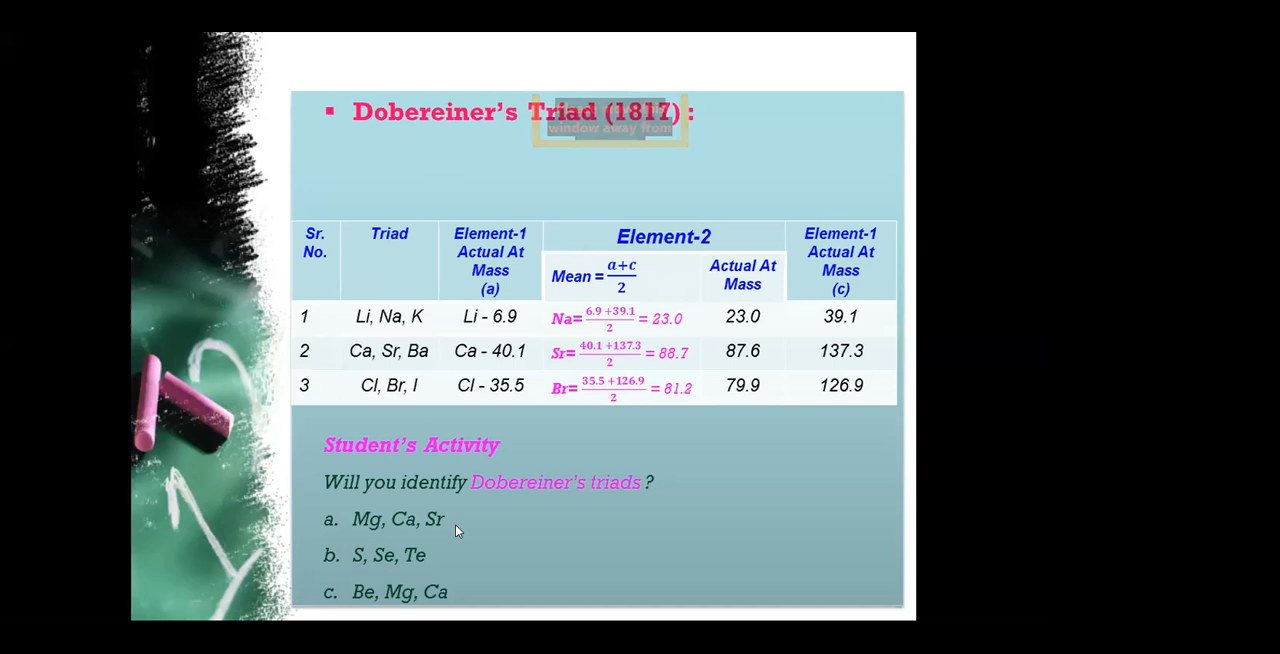 ▪ Dobereiner's Triad (1817) :
window away from
Sr. No. Triad Element-1 Actual At Mass (a) Element-2 Element-1 Actual At Mass (c)
Mean = a+c/2 Actual At Mass
1 Li, Na, K Li - 6.9 Na= 6.9 +39.1/2 = 23.0 23.0 39.1
2 Ca, Sr, Ba Ca - 40.1 Sr= 40.1 +137.3/2 = 88.7 87.6 137.3
3 Cl, Br, I Cl - 35.5 Br= 35.5 +126.9/2 = 81.2 79.9 126.9
Student's Activity
Will you identify Dobereiner's triads ?
a. Mg, Ca, Sr
b. S, Se, Te
c. Be, Mg, Ca